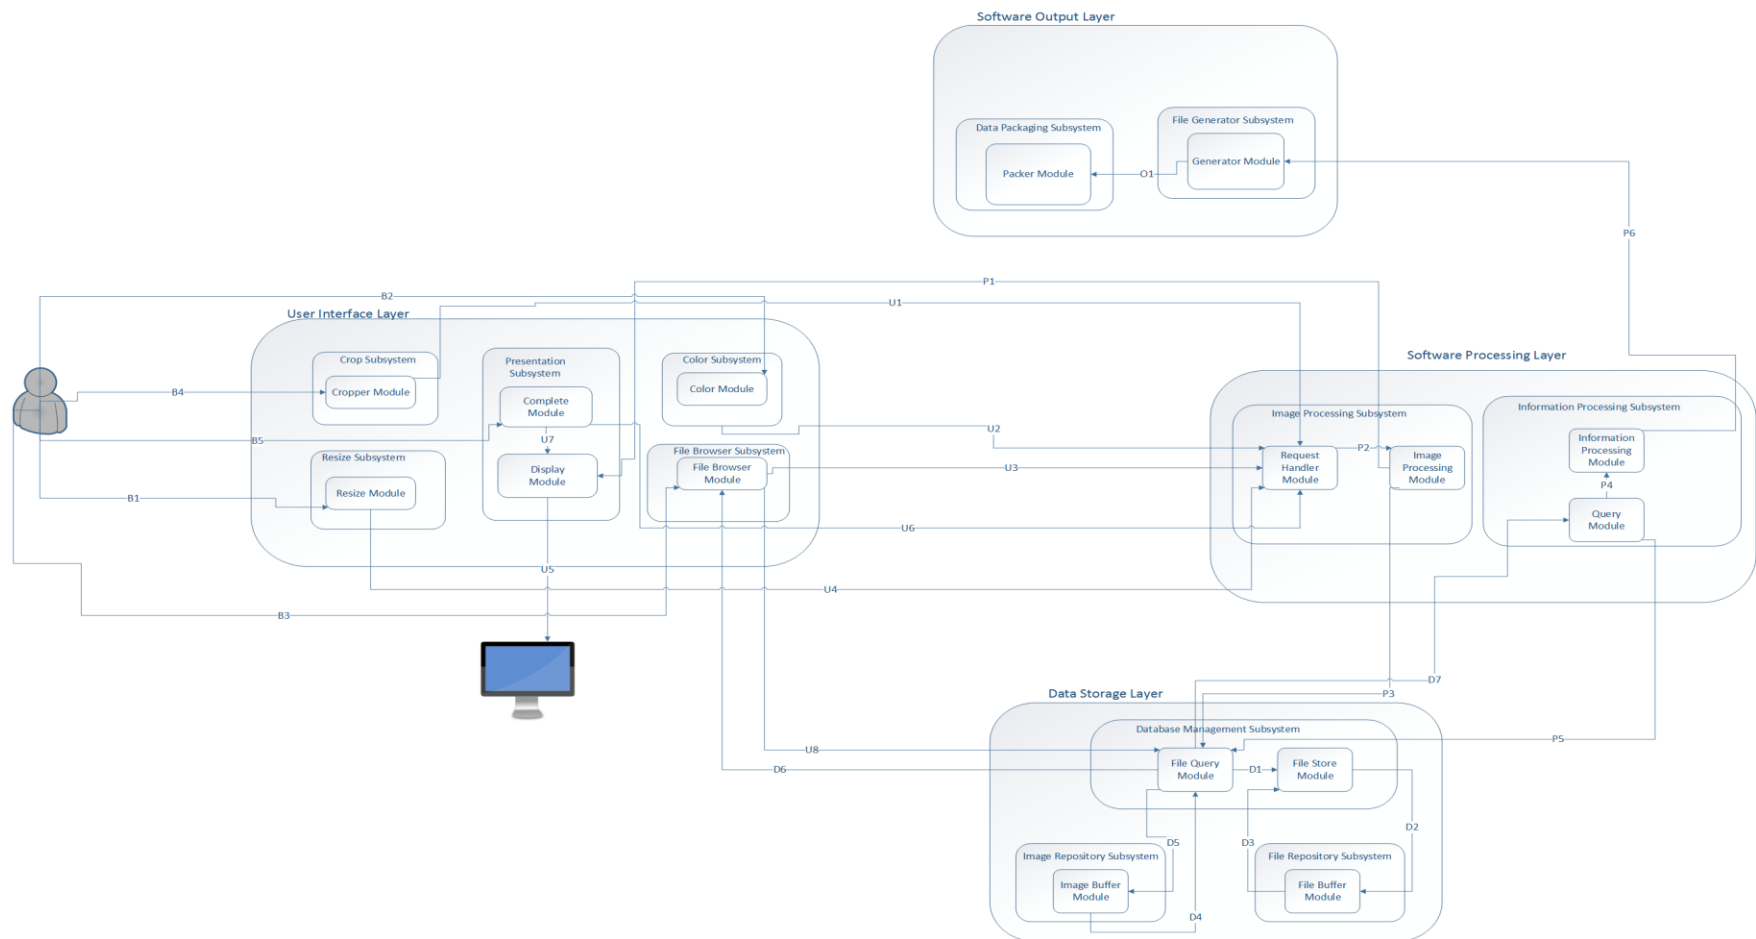 Software Output Layer
File Generator Subsystem
Data Packaging Subsystem
Generator Module
Packer Module
O1
P6
P1
B2
U1
User Interface Layer
Software Processing Layer
Crop Subsystem
Presentation
Subsystem
Color Subsystem
Cropper Module
Color Module
B4
Complete
Module
Image Processing Subsystem
Information Processing Subsystem
U2
B5
U7
Information
Processing
Module
Resize Subsystem
File Browser Subsystem
Request
Handler
Module
P2
Image
Processing
Module
Display
Module
File Browser
Module
U3
Resize Module
P4
B1
Query
Module
U6
U5
U4
B3
D7
Data Storage Layer
P3
Database Management Subsystem
P5
U8
D6
File Query
Module
D1
File Store
Module
D2
D5
D3
Image Repository Subsystem
File Repository Subsystem
Image Buffer
Module
File Buffer
Module
D4